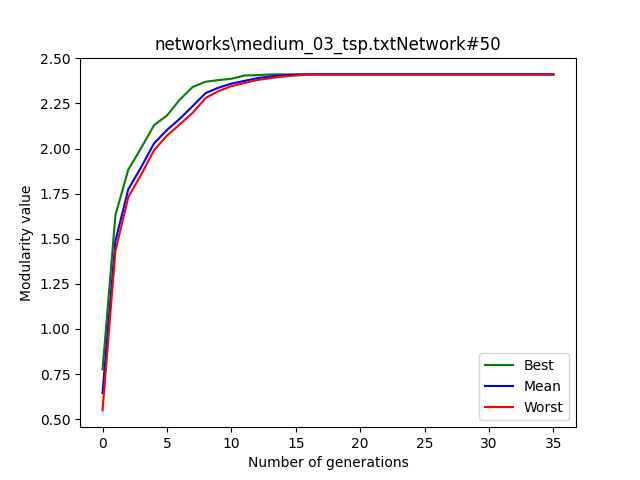 networks\medium_03_tsp.txtNetwork#50
2.50
2.25
2.00
1.75
1.50
1.25
1.00
0.75
0.50
Modularity value
Best
Mean
Worst
0 5 10 15 20 25 30 35
Number of generations